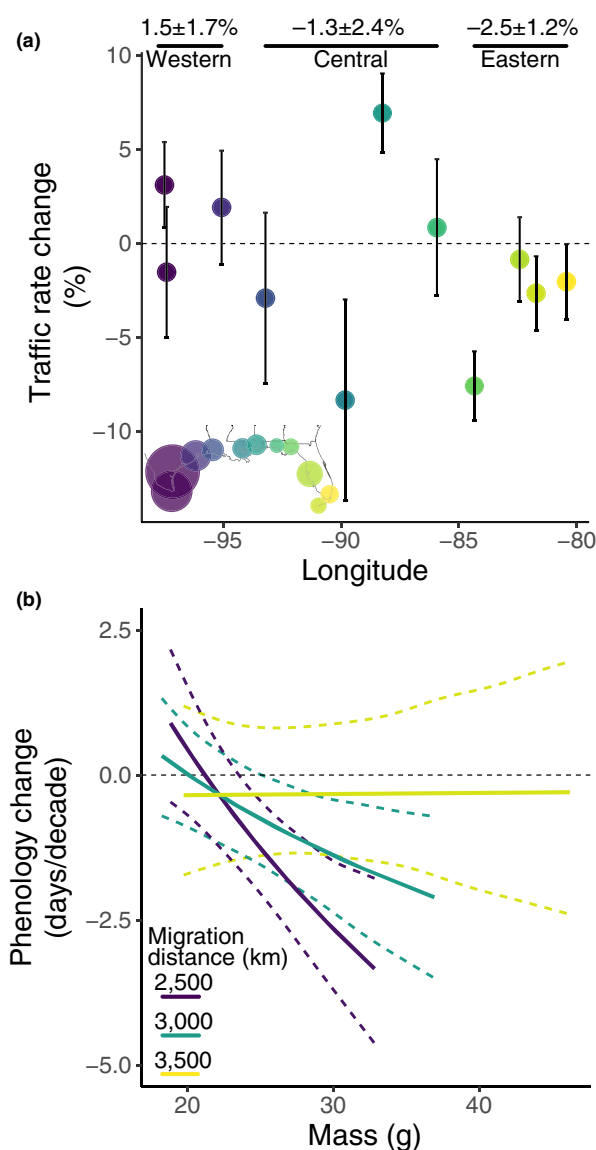 (a)
1.5±1.7% −1.3±2.4% −2.5±1.2%
Western Central Eastern
10
5
0
−5
−10
Traffic rate change
(%)
−95 −90 −85 −80
Longitude
(b)
2.5
0.0
−2.5
−5.0
Phenology change
(days/decade)
Migration
distance (km)
2,500
3,000
3,500
20 30 40
Mass (g)